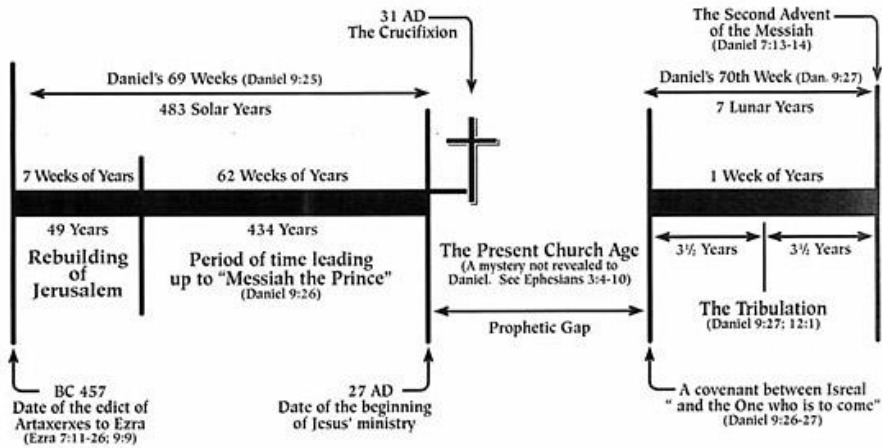 31 AD
The Crucifixion
The Second Advent
of the Messiah
(Daniel 7:13-14)
Daniel's 69 Weeks (Daniel 9:25)
483 Solar Years
Daniel's 70th Week (Dan. 9:27)
7 Lunar Years
7 Weeks of Years
62 Weeks of Years
1 Week of Years
49 Years
434 Years
3½ Years
3½ Years
Rebuilding
of
Jerusalem
Period of time leading
up to "Messiah the Prince"
(Daniel 9:26)
The Present Church Age
(A mystery not revealed to
Daniel. See Ephesians 3:4-10)
Prophetic Gap
The Tribulation
(Daniel 9:27; 12:1)
BC 457
Date of the edict of
Artaxerxes to Ezra
(Ezra 7:11-26; 9:9)
27 AD
Date of the beginning
of Jesus' ministry
A covenant between Isreal
" and the One who is to come"
(Daniel 9:26-27)